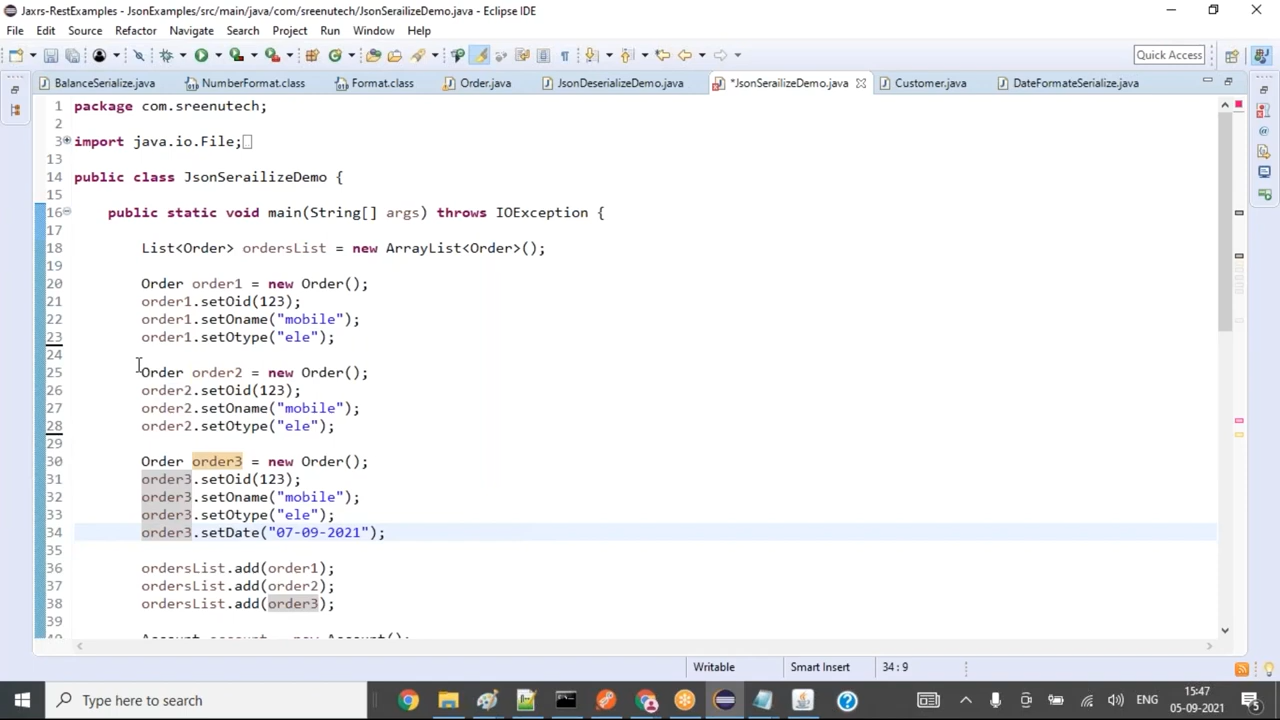 Jaxrs-RestExamples - JsonExamples/src/main/java/com/sreenutech/JsonSerailizeDemo.java - Eclipse IDE
File Edit Source Refactor Navigate Search Project Run Window Help
Quick Access
BalanceSerialize.java NumberFormat.class Format.class Order.java JsonDeserializeDemo.java *JsonSerailizeDemo.java Customer.java DateFormateSerialize.java
1 package com.sreenutech;
2
3 import java.io.File;
13
14 public class JsonSerailizeDemo {
15
16 public static void main(String[] args) throws IOException {
17
18 List<Order> ordersList = new ArrayList<Order>();
19
20 Order order1 = new Order();
21 order1.setOid(123);
22 order1.setOname("mobile");
23 order1.setOtype("ele");
24
25 Order order2 = new Order();
26 order2.setOid(123);
27 order2.setOname("mobile");
28 order2.setOtype("ele");
29
30 Order order3 = new Order();
31 order3.setOid(123);
32 order3.setOname("mobile");
33 order3.setOtype("ele");
34 order3.setDate("07-09-2021");
35
36 ordersList.add(order1);
37 ordersList.add(order2);
38 ordersList.add(order3);
39
40 Account account = new Account();
Writable Smart Insert 34 : 9
Type here to search
ENG
15:47
05-09-2021
5